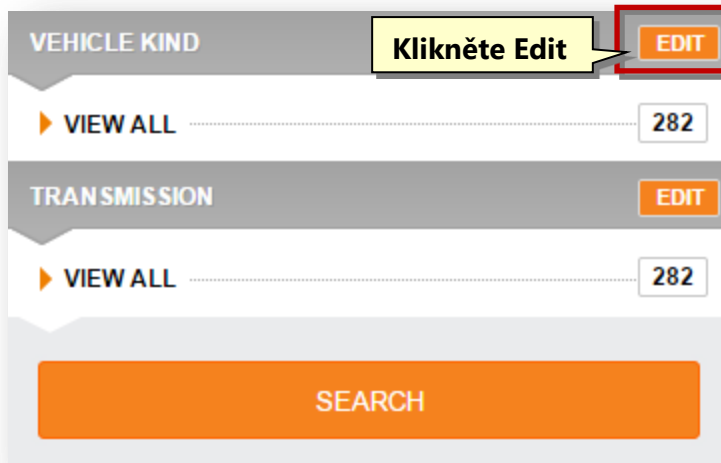 VEHICLE KIND Klikněte Edit EDIT
VIEW ALL 282
TRANSMISSION EDIT
VIEW ALL 282
SEARCH